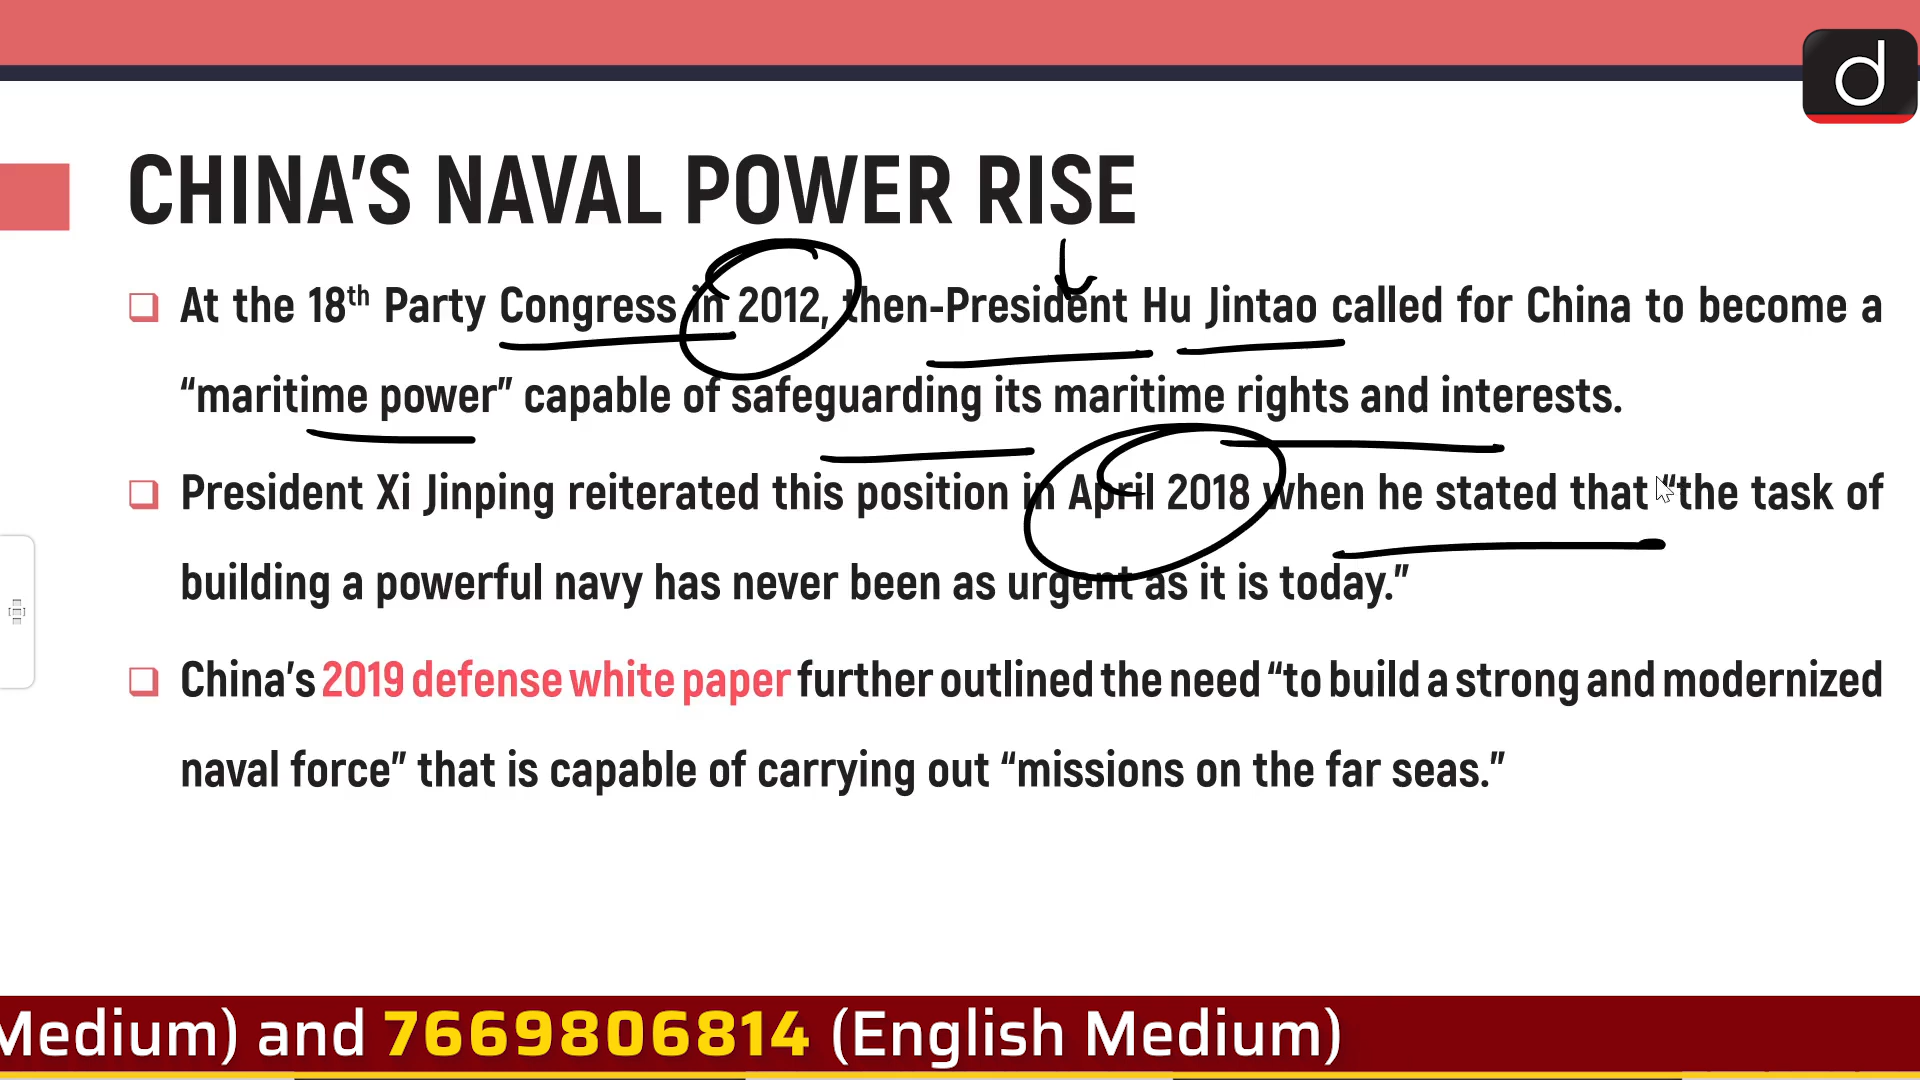 d
CHINA’S NAVAL POWER RISE
At the 18th Party Congress in 2012, then-President Hu Jintao called for China to become a
“maritime power” capable of safeguarding its maritime rights and interests.
President Xi Jinping reiterated this position in April 2018 when he stated that “the task of
building a powerful navy has never been as urgent as it is today.”
China’s 2019 defense white paper further outlined the need “to build a strong and modernized
naval force” that is capable of carrying out “missions on the far seas.”
Medium) and 7669806814 (English Medium)